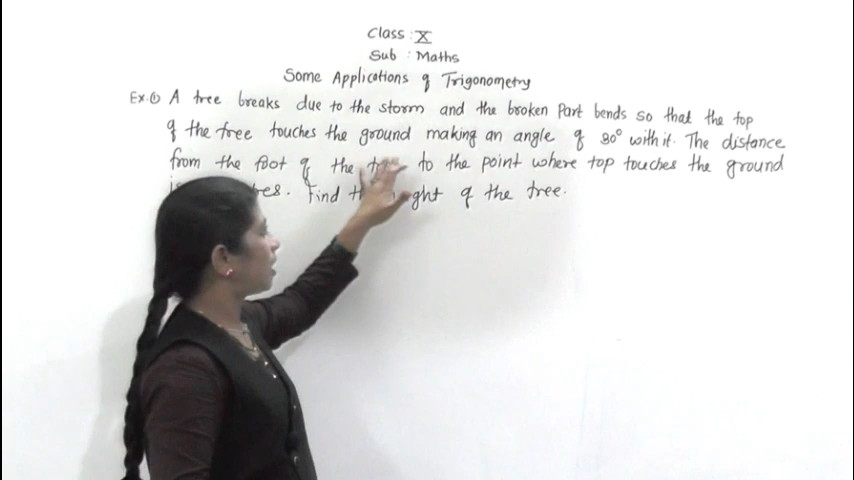 Class : X
Sub : Maths
Some Applications of Trigonometry
Ex.① A tree breaks due to the storm and the broken Part bends so that the top
of the tree touches the ground making an angle of 30° with it. The distance
from the foot of the to the point where top touches the ground
Find of the tree.